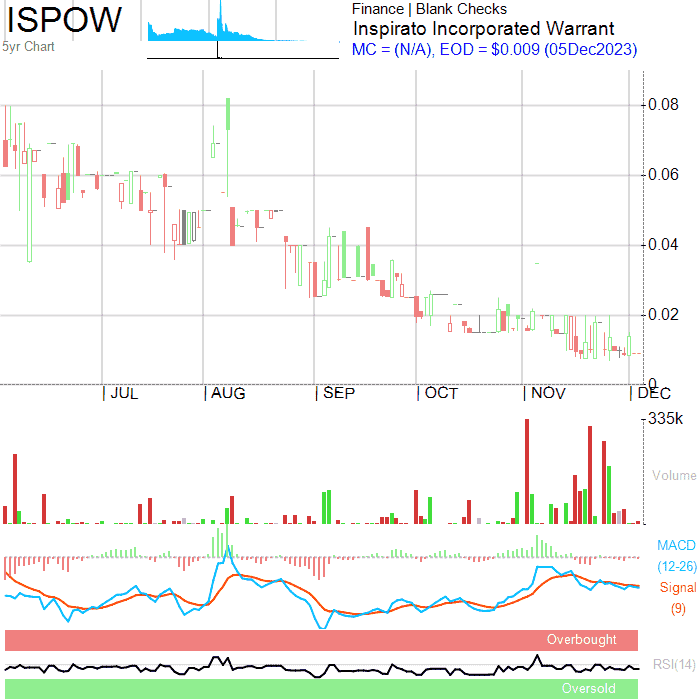 ISPOW
5yr Chart
Finance | Blank Checks
Inspirato Incorporated Warrant
MC = (N/A), EOD = $0.009 (05Dec2023)
0.08
0.06
0.04
0.02
0
| JUL
| AUG
| SEP
| OCT
| NOV
| DEC
335k
Volume
MACD
(12-26)
Signal
(9)
Overbought
RSI(14)
Oversold